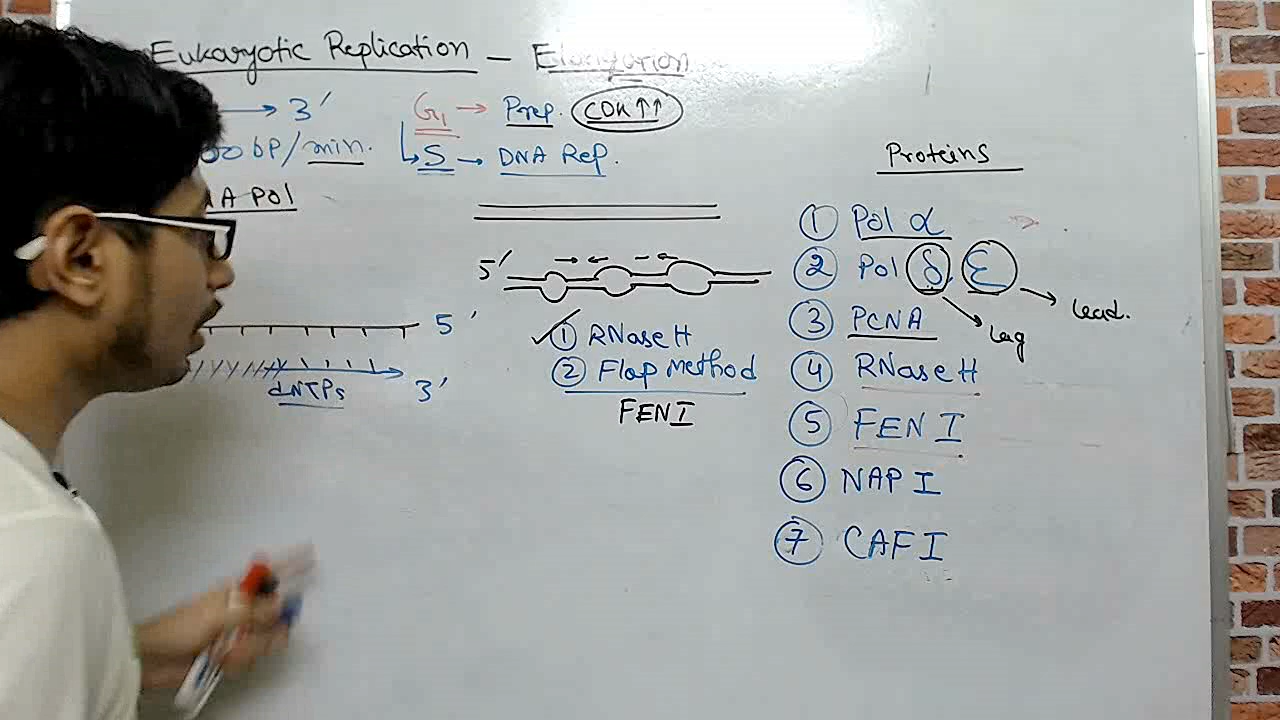 Eukaryotic Replication – Elongation
→ 3'
G1 → Prep. CDK↑↑
00 bP/min.
↳ S → DNA Rep.
A Pol
Proteins
① Pol α
② Pol δ, ε
→ lag
→ lead.
③ PCNA
④ RNase H
⑤ FEN I
⑥ NAP I
⑦ CAF I
5'
✓① RNase H
② Flap Method
FEN I
5'
dNTPs
3'